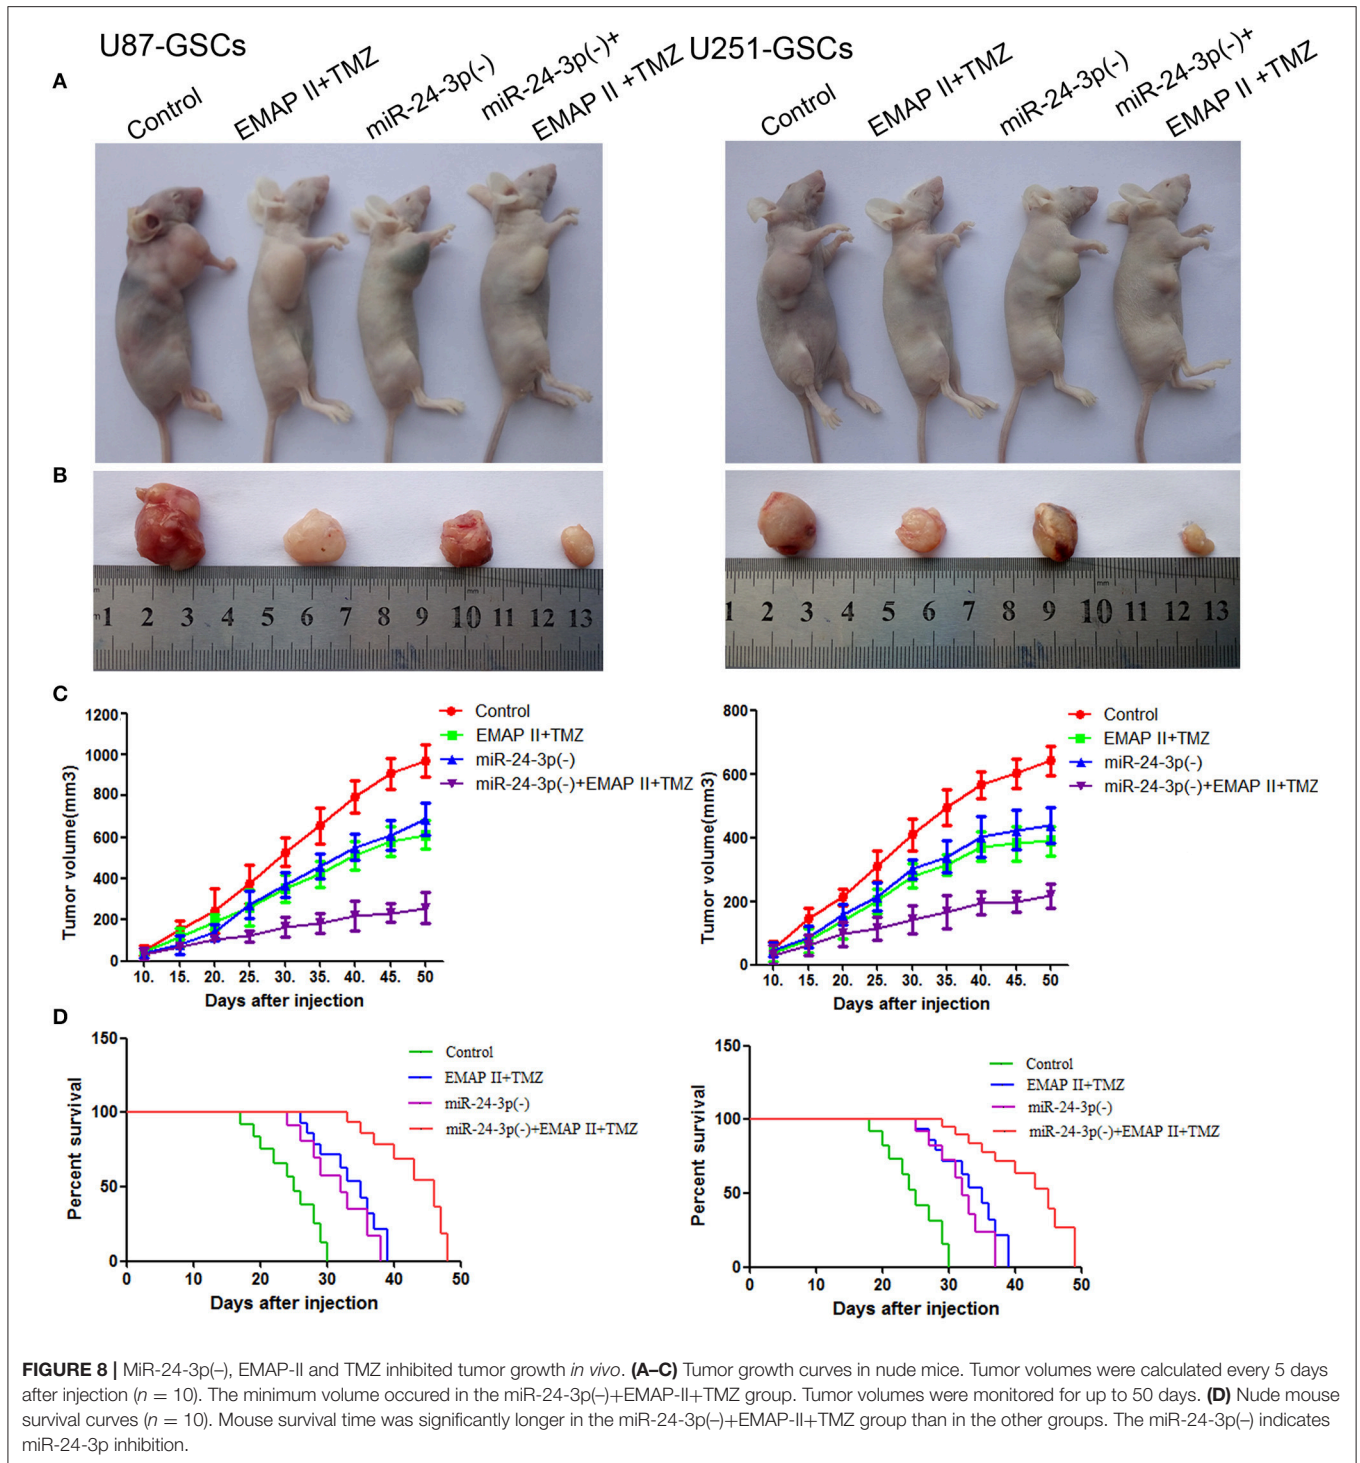 U87-GSCs
U251-GSCs
A
Control
EMAP II+TMZ
miR-24-3p(-)
miR-24-3p(-)+
EMAP II +TMZ
Control
EMAP II+TMZ
miR-24-3p(-)
miR-24-3p(-)+
EMAP II +TMZ
B
1 2 3 4 5 6 7 8 9 10 11 12 13
mm
1 2 3 4 5 6 7 8 9 10 11 12 13
mm
C
1200
1000
800
600
400
200
0
Tumor volume(mm3)
10. 15. 20. 25. 30. 35. 40. 45. 50
Days after injection
Control
EMAP II+TMZ
miR-24-3p(-)
miR-24-3p(-)+EMAP II+TMZ
800
600
400
200
0
Tumor volume(mm3)
10. 15. 20. 25. 30. 35. 40. 45. 50
Days after injection
Control
EMAP II+TMZ
miR-24-3p(-)
miR-24-3p(-)+EMAP II+TMZ
D
150
100
50
0
Percent survival
0 10 20 30 40 50
Days after injection
Control
EMAP II+TMZ
miR-24-3p(-)
miR-24-3p(-)+EMAP II+TMZ
150
100
50
0
Percent survival
0 10 20 30 40 50
Days after injection
Control
EMAP II+TMZ
miR-24-3p(-)
miR-24-3p(-)+EMAP II+TMZ
FIGURE 8 | MiR-24-3p(–), EMAP-II and TMZ inhibited tumor growth in vivo. (A–C) Tumor growth curves in nude mice. Tumor volumes were calculated every 5 days
after injection (n = 10). The minimum volume occured in the miR-24-3p(–)+EMAP-II+TMZ group. Tumor volumes were monitored for up to 50 days. (D) Nude mouse
survival curves (n = 10). Mouse survival time was significantly longer in the miR-24-3p(–)+EMAP-II+TMZ group than in the other groups. The miR-24-3p(–) indicates
miR-24-3p inhibition.